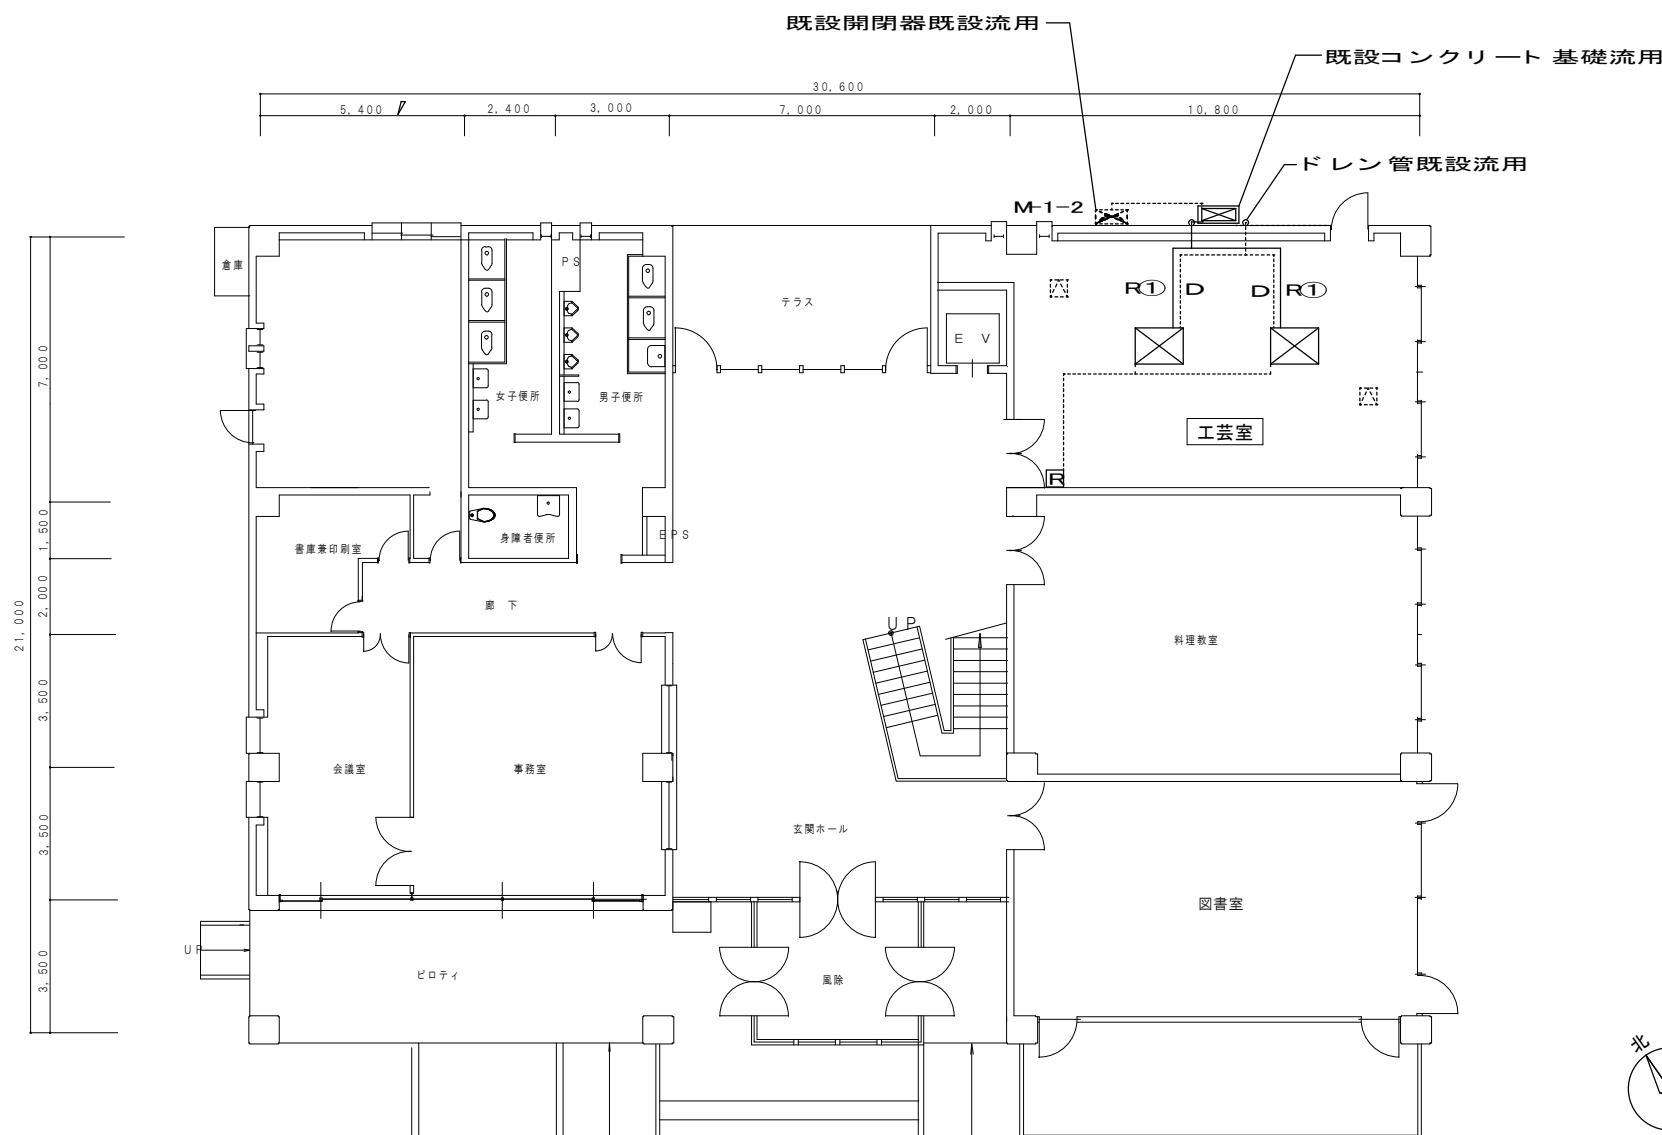 既設開閉器既設流用
既設コンクリート基礎流用
30,600
5,400
2,400
3,000
7,000
2,000
10,800
ドレン管既設流用
M-1-2
倉庫
PS
テラス
R①
D
D
R①
EV
7,000
女子便所
男子便所
工芸室
R
1,500
書庫兼印刷室
身障者便所
EPS
2,000
廊下
21,000
UP
料理教室
3,500
会議室
事務室
玄関ホール
3,500
図書室
UP
ピロティ
風除
3,500
北